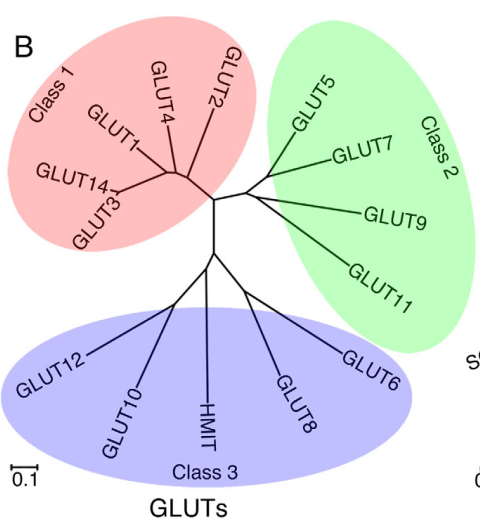 B
Class 1
GLUT2
GLUT4
GLUT1
GLUT14
GLUT3
GLUT5
Class 2
GLUT7
GLUT9
GLUT11
GLUT12
GLUT10
HMIT
GLUT8
GLUT6
Class 3
0.1
GLUTs